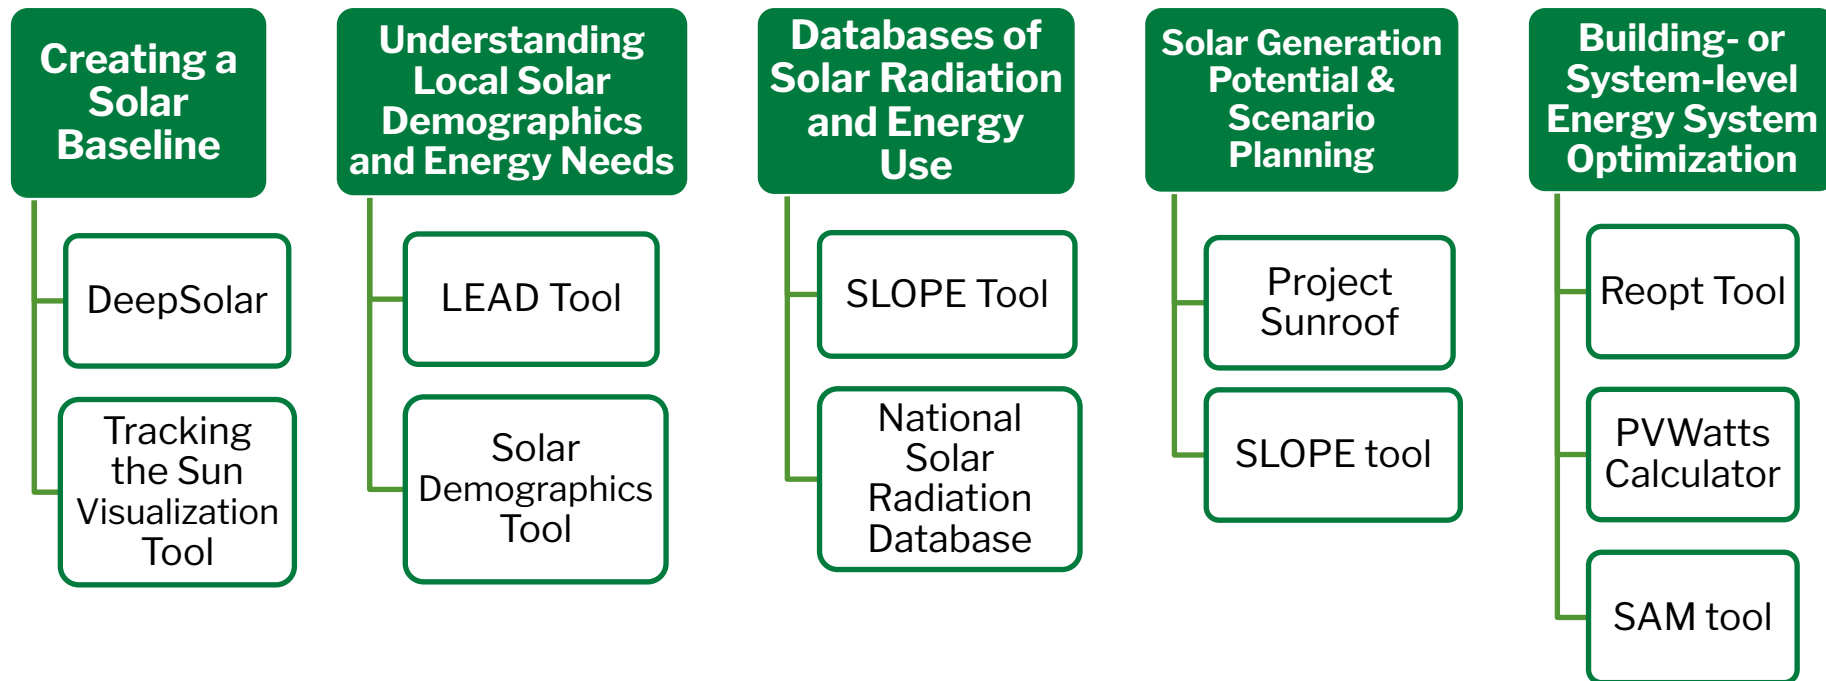 Creating a
Solar
Baseline
DeepSolar
Tracking
the Sun
Visualization
Tool
Understanding
Local Solar
Demographics
and Energy Needs
LEAD Tool
Solar
Demographics
Tool
Databases of
Solar Radiation
and Energy
Use
SLOPE Tool
National
Solar
Radiation
Database
Solar Generation
Potential &
Scenario
Planning
Project
Sunroof
SLOPE tool
Building- or
System-level
Energy System
Optimization
Reopt Tool
PVWatts
Calculator
SAM tool